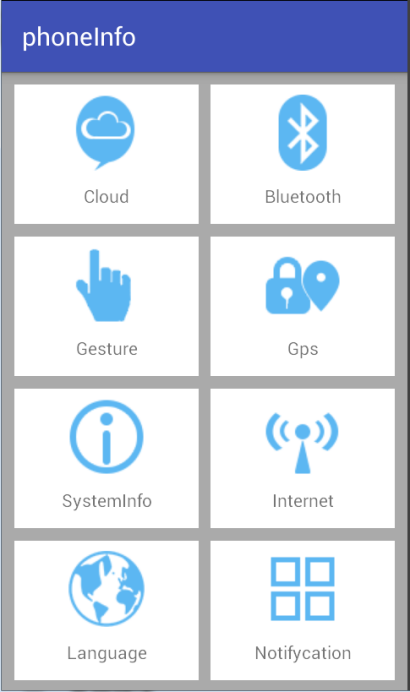 phoneInfo
Cloud
Bluetooth
Gesture
Gps
SystemInfo
Internet
Language
Notifycation